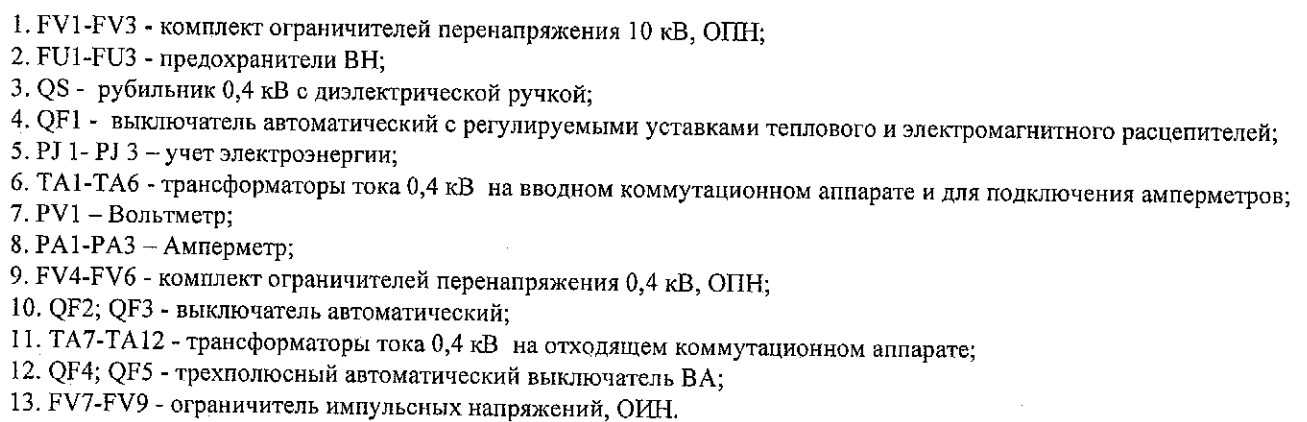 1. FV1-FV3 - комплект ограничителей перенапряжения 10 кВ, ОПН;
2. FU1-FU3 - предохранители ВН;
3. QS - рубильник 0,4 кВ с диэлектрической ручкой;
4. QF1 - выключатель автоматический с регулируемыми уставками теплового и электромагнитного расцепителей;
5. PJ 1- PJ 3 – учет электроэнергии;
6. TA1-TA6 - трансформаторы тока 0,4 кВ на вводном коммутационном аппарате и для подключения амперметров;
7. PV1 – Вольтметр;
8. PA1-PA3 – Амперметр;
9. FV4-FV6 - комплект ограничителей перенапряжения 0,4 кВ, ОПН;
10. QF2; QF3 - выключатель автоматический;
11. TA7-TA12 - трансформаторы тока 0,4 кВ на отходящем коммутационном аппарате;
12. QF4; QF5 - трехполюсный автоматический выключатель ВА;
13. FV7-FV9 - ограничитель импульсных напряжений, ОИН.